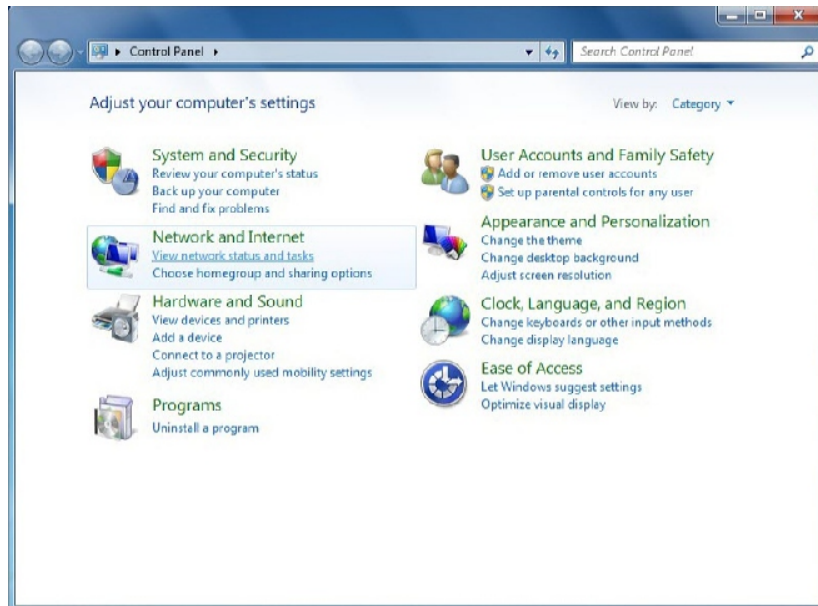 Control Panel
Search Control Panel
Adjust your computer's settings
View by: Category
System and Security
Review your computer's status
Back up your computer
Find and fix problems
Network and Internet
View network status and tasks
Choose homegroup and sharing options
Hardware and Sound
View devices and printers
Add a device
Connect to a projector
Adjust commonly used mobility settings
Programs
Uninstall a program
User Accounts and Family Safety
Add or remove user accounts
Set up parental controls for any user
Appearance and Personalization
Change the theme
Change desktop background
Adjust screen resolution
Clock, Language, and Region
Change keyboards or other input methods
Change display language
Ease of Access
Let Windows suggest settings
Optimize visual display